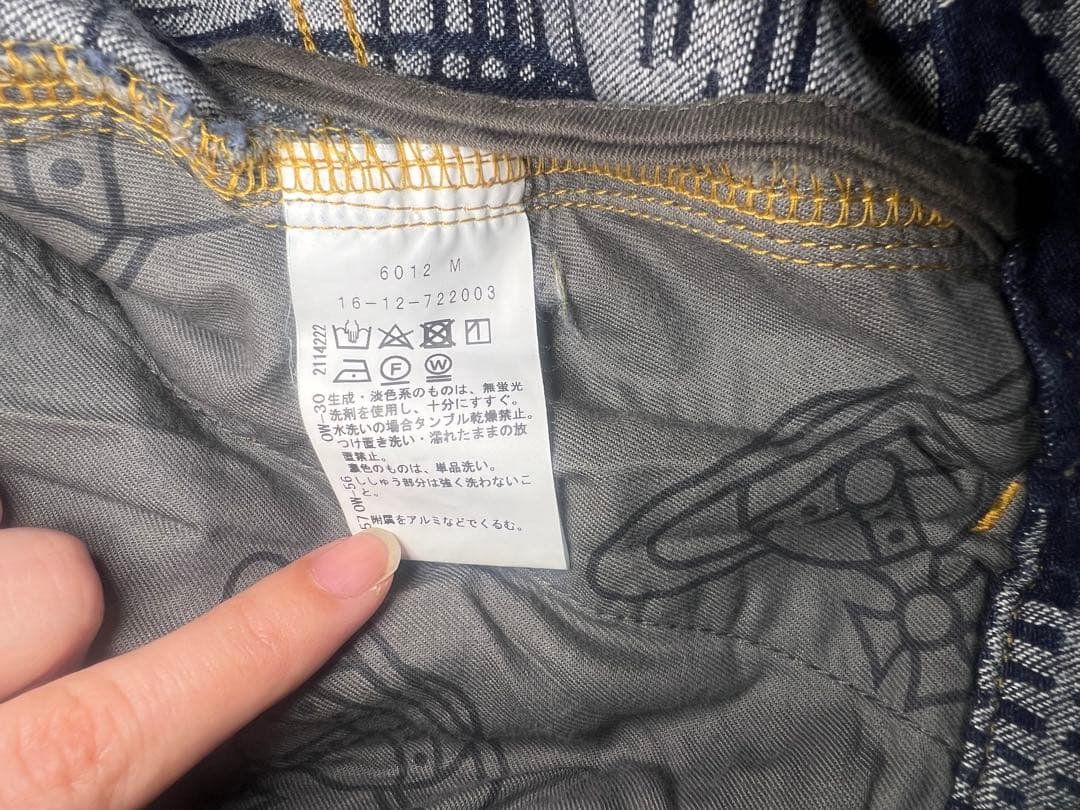 6012 M
16-12-722003
2114222
F
W
OW-30
生成・淡色系のものは、無蛍光
洗剤を使用し、十分にすすぐ。
水洗いの場合タンブル乾燥禁止。
つけ置き洗い・濡れたままの放
置禁止。
濃色のものは、単品洗い。
ししゅう部分は強く洗わないこ
と。
OW-56
57
附属をアルミなどでくるむ。